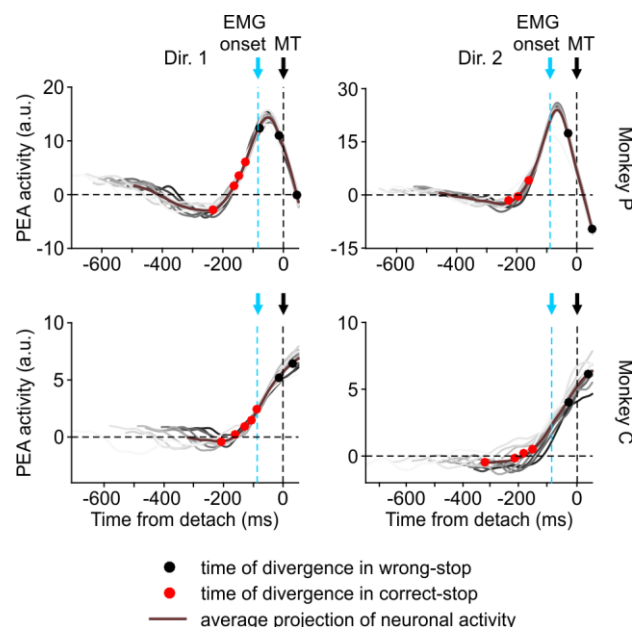 EMG EMG
Dir. 1 onset MT Dir. 2 onset MT
PEA activity (a.u.)
20
10
0
-10
-600 -400 -200 0
30
15
0
-15
-600 -400 -200 0
Monkey P
PEA activity (a.u.)
10
5
0
-600 -400 -200 0
Time from detach (ms)
10
5
0
-600 -400 -200 0
Time from detach (ms)
Monkey C
time of divergence in wrong-stop
time of divergence in correct-stop
average projection of neuronal activity